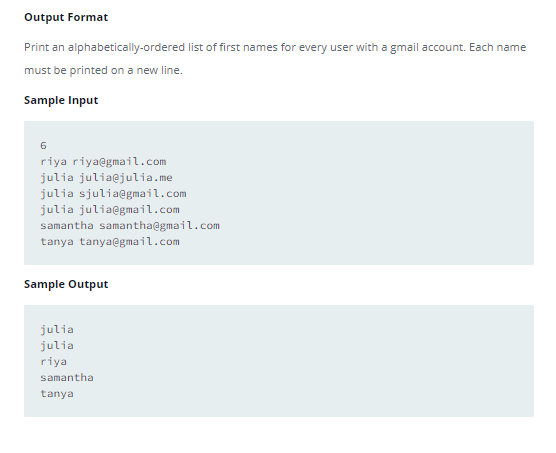 Output Format
Print an alphabetically-ordered list of first names for every user with a gmail account. Each name
must be printed on a new line.
Sample Input
6
riya riya@gmail.com
julia julia@julia.me
julia sjulia@gmail.com
julia julia@gmail.com
samantha samantha@gmail.com
tanya tanya@gmail.com
Sample Output
julia
julia
riya
samantha
tanya